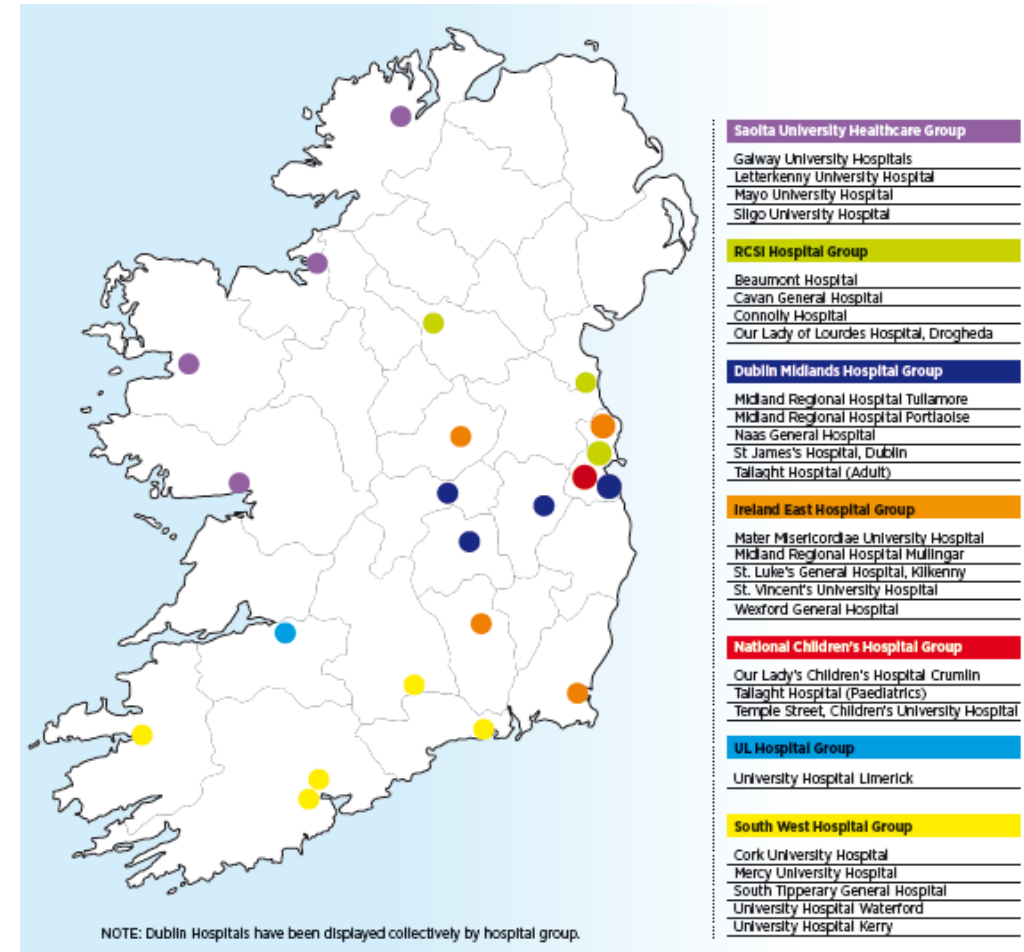 Saolta University Healthcare Group
Galway University Hospitals
Letterkenny University Hospital
Mayo University Hospital
Sligo University Hospital
RCSI Hospital Group
Beaumont Hospital
Cavan General Hospital
Connolly Hospital
Our Lady of Lourdes Hospital, Drogheda
Dublin Midlands Hospital Group
Midland Regional Hospital Tullamore
Midland Regional Hospital Portlaoise
Naas General Hospital
St James's Hospital, Dublin
Tallaght Hospital (Adult)
Ireland East Hospital Group
Mater Misericordiae University Hospital
Midland Regional Hospital Mullingar
St. Luke's General Hospital, Kilkenny
St. Vincent's University Hospital
Wexford General Hospital
National Children's Hospital Group
Our Lady's Children's Hospital Crumlin
Tallaght Hospital (Paediatrics)
Temple Street, Children's University Hospital
UL Hospital Group
University Hospital Limerick
South West Hospital Group
Cork University Hospital
Mercy University Hospital
South Tipperary General Hospital
University Hospital Waterford
University Hospital Kerry
NOTE: Dublin Hospitals have been displayed collectively by hospital group.